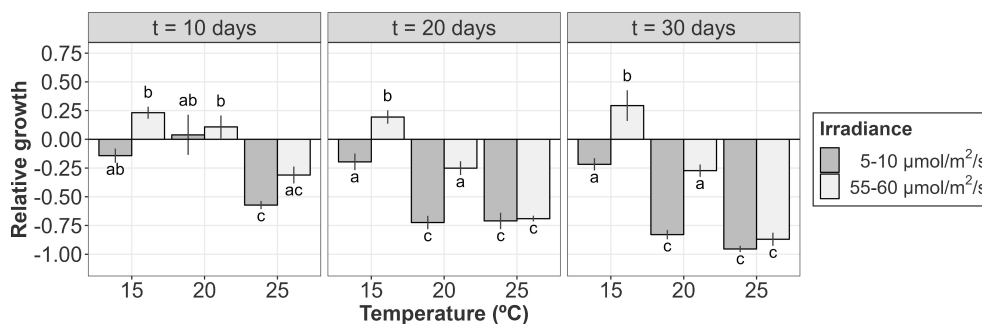 t = 10 days
t = 20 days
t = 30 days
Relative growth
0.75
0.50
0.25
0.00
-0.25
-0.50
-0.75
-1.00
ab
b
ab
b
c
ac
a
b
c
a
c
c
a
b
c
a
c
c
15 20 25
15 20 25
15 20 25
Temperature (ºC)
Irradiance
5-10 µmol/m²/s
55-60 µmol/m²/s